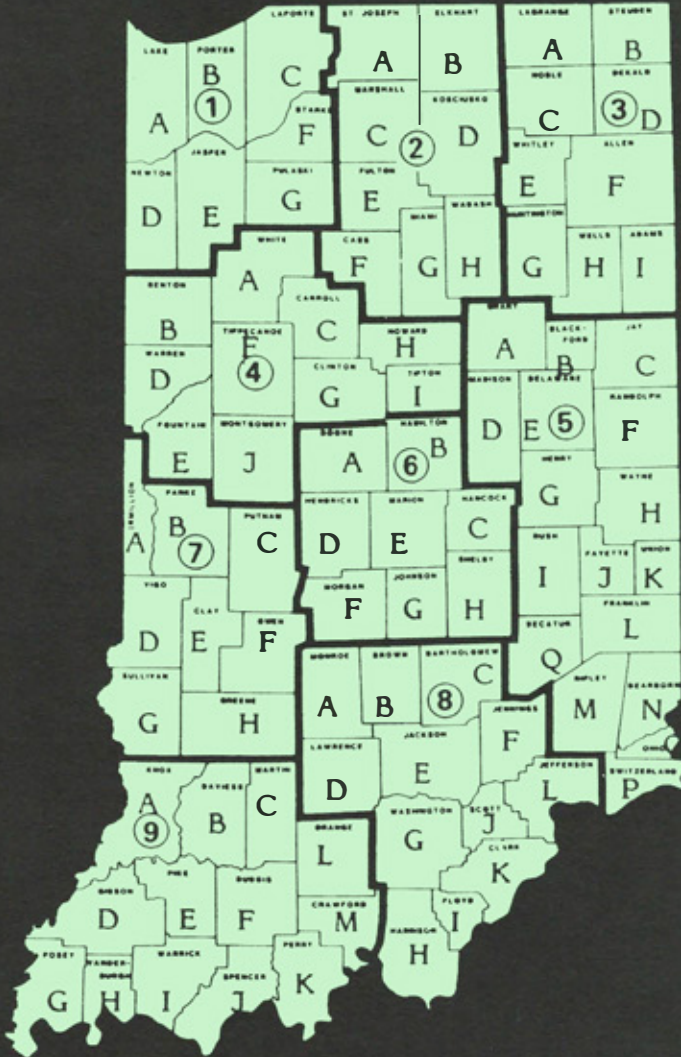 LAKE
A
PORTER
B
1
LAPORTE
C
STARKE
F
NEWTON
D
JASPER
E
PULASKI
G
ST JOSEPH
A
ELKHART
B
MARSHALL
C
2
KOSCIUSKO
D
FULTON
E
MIAMI
G
WABASH
H
CASS
F
LAGRANGE
A
STEUBEN
B
NOBLE
C
3
DEKALB
D
WHITLEY
E
ALLEN
F
HUNTINGTON
G
WELLS
H
ADAMS
I
WHITE
A
BENTON
B
CARROLL
C
WARREN
D
TIPPECANOE
F
4
HOWARD
H
CLINTON
G
TIPTON
I
FOUNTAIN
E
MONTGOMERY
J
GRANT
A
BLACK-
FORD
B
JAY
C
MADISON
D
DELAWARE
E
5
RANDOLPH
F
HENRY
G
WAYNE
H
RUSH
I
FAYETTE
J
UNION
K
FRANKLIN
L
DECATUR
Q
RIPLEY
M
DEARBORN
N
OHIO
SWITZERLAND
P
BOONE
A
HAMILTON
B
6
HENDRICKS
D
MARION
E
HANCOCK
C
MORGAN
F
JOHNSON
G
SHELBY
H
A
PARKE
B
7
PUTNAM
C
VIGO
D
CLAY
E
OWEN
F
SULLIVAN
G
GREENE
H
MONROE
A
BROWN
B
BARTHOLOMEW
C
8
LAWRENCE
D
JACKSON
E
JENNINGS
F
JEFFERSON
L
WASHINGTON
G
SCOTT
J
CLARK
K
FLOYD
I
HARRISON
H
KNOX
A
9
DAVIESS
B
MARTIN
C
ORANGE
L
GIBSON
D
PIKE
E
DUBOIS
F
CRAWFORD
M
POSEY
G
VANDER-
BURGH
H
WARRICK
I
SPENCER
J
PERRY
K